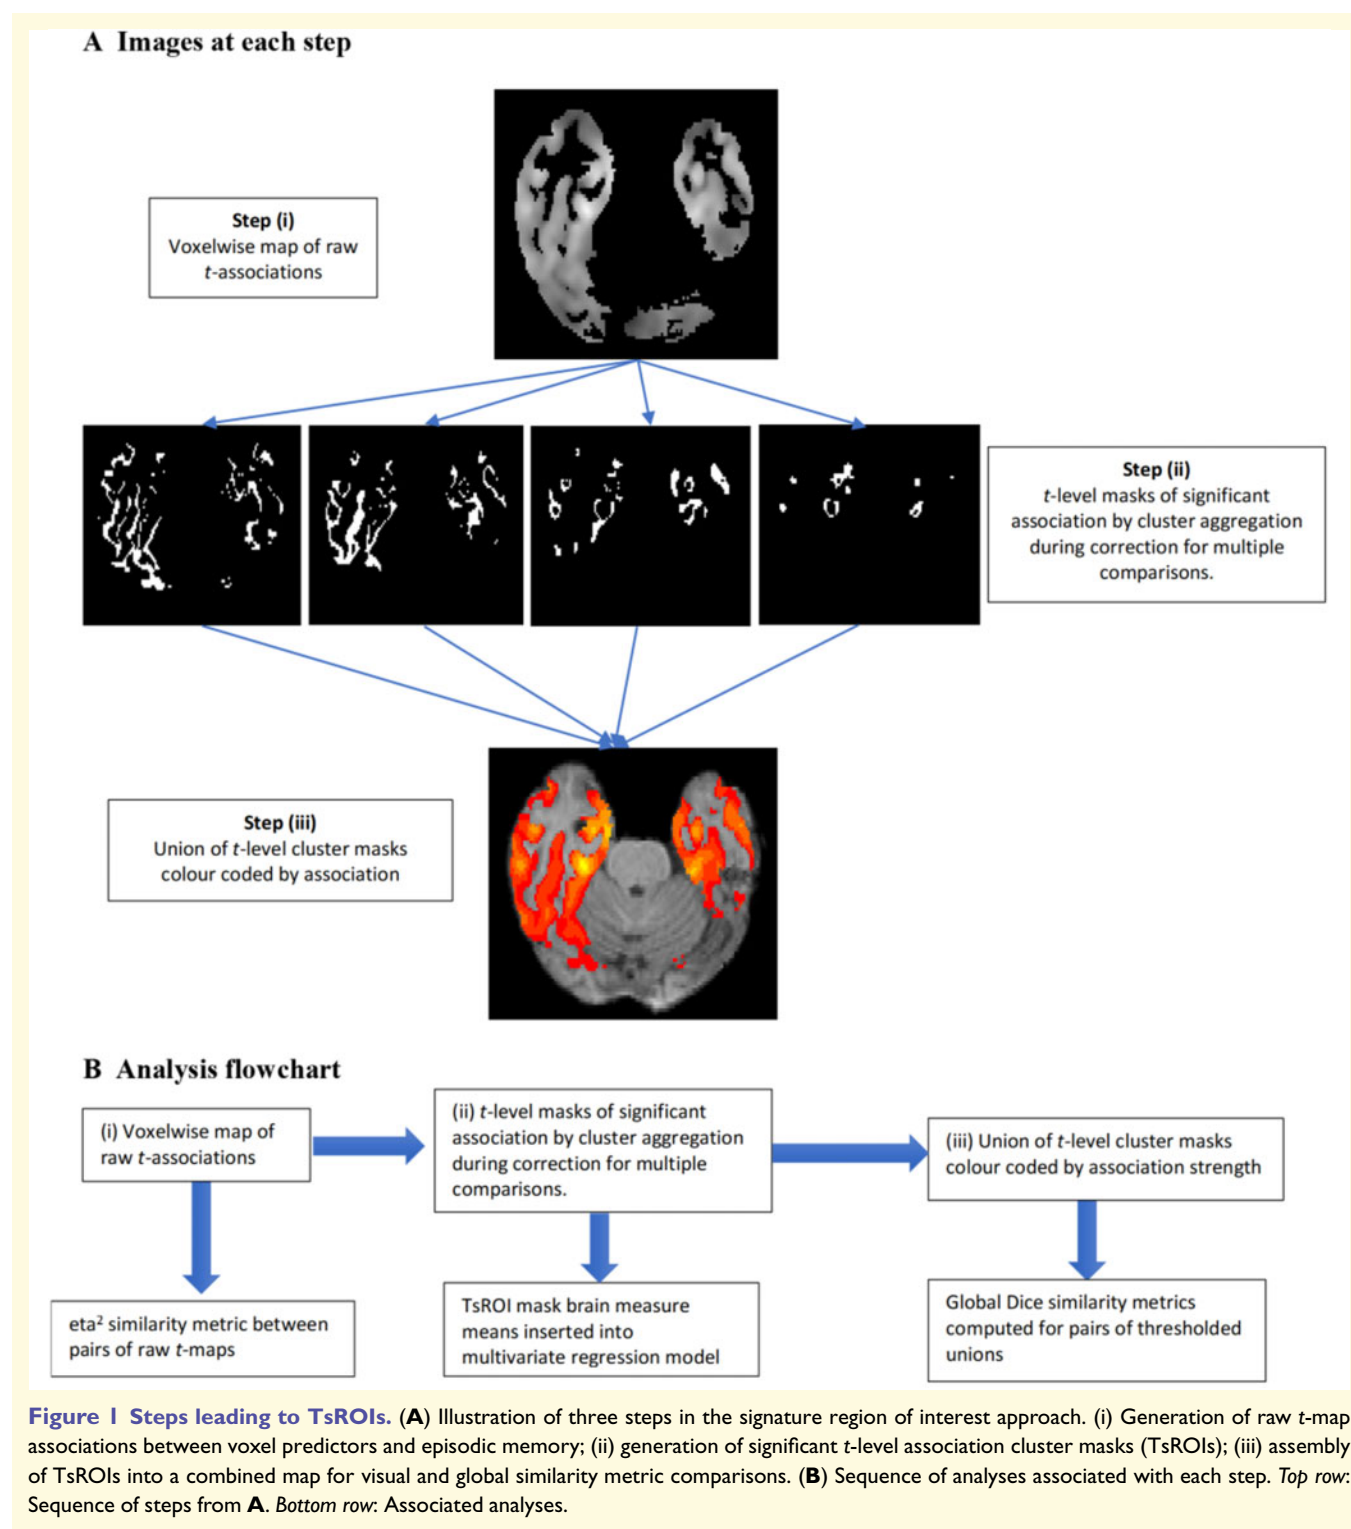 A Images at each step
Step (i)
Voxelwise map of raw
t-associations
Step (ii)
t-level masks of significant
association by cluster aggregation
during correction for multiple
comparisons.
Step (iii)
Union of t-level cluster masks
colour coded by association
B Analysis flowchart
(i) Voxelwise map of
raw t-associations
(ii) t-level masks of significant
association by cluster aggregation
during correction for multiple
comparisons.
(iii) Union of t-level cluster masks
colour coded by association strength
eta² similarity metric between
pairs of raw t-maps
TsROI mask brain measure
means inserted into
multivariate regression model
Global Dice similarity metrics
computed for pairs of thresholded
unions
Figure 1 Steps leading to TsROIs. (A) Illustration of three steps in the signature region of interest approach. (i) Generation of raw t-map
associations between voxel predictors and episodic memory; (ii) generation of significant t-level association cluster masks (TsROIs); (iii) assembly
of TsROIs into a combined map for visual and global similarity metric comparisons. (B) Sequence of analyses associated with each step. Top row:
Sequence of steps from A. Bottom row: Associated analyses.